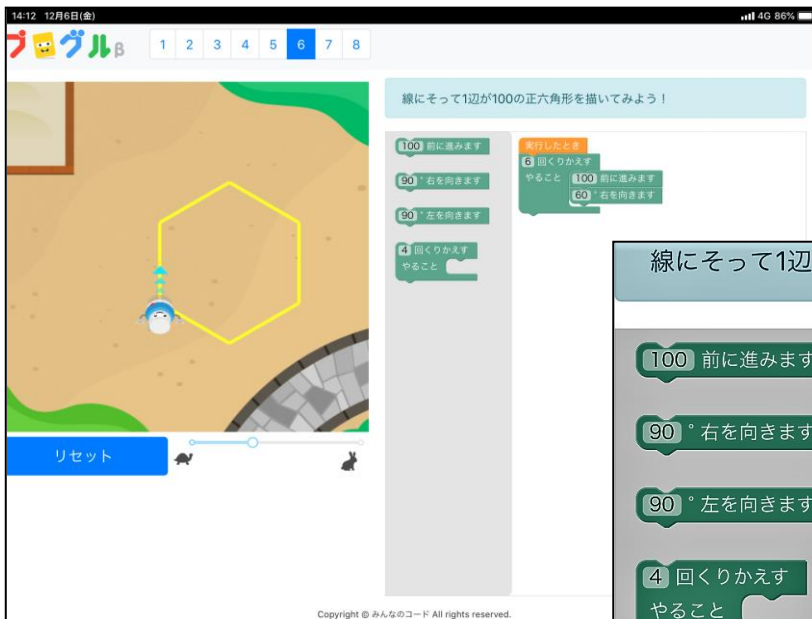 14:12 12月6日(金)
4G 86%
プログル β
1 2 3 4 5 6 7 8
線にそって1辺が100の正六角形を描いてみよう！
100 前に進みます
90 ° 右を向きます
90 ° 左を向きます
4 回くりかえす
やること
実行したとき
6 回くりかえす
やること 100 前に進みます
60 ° 右を向きます
リセット
Copyright © みんなのコード All rights reserved.
線にそって1辺
100 前に進みます
90 ° 右を向きます
90 ° 左を向きます
4 回くりかえす
やること